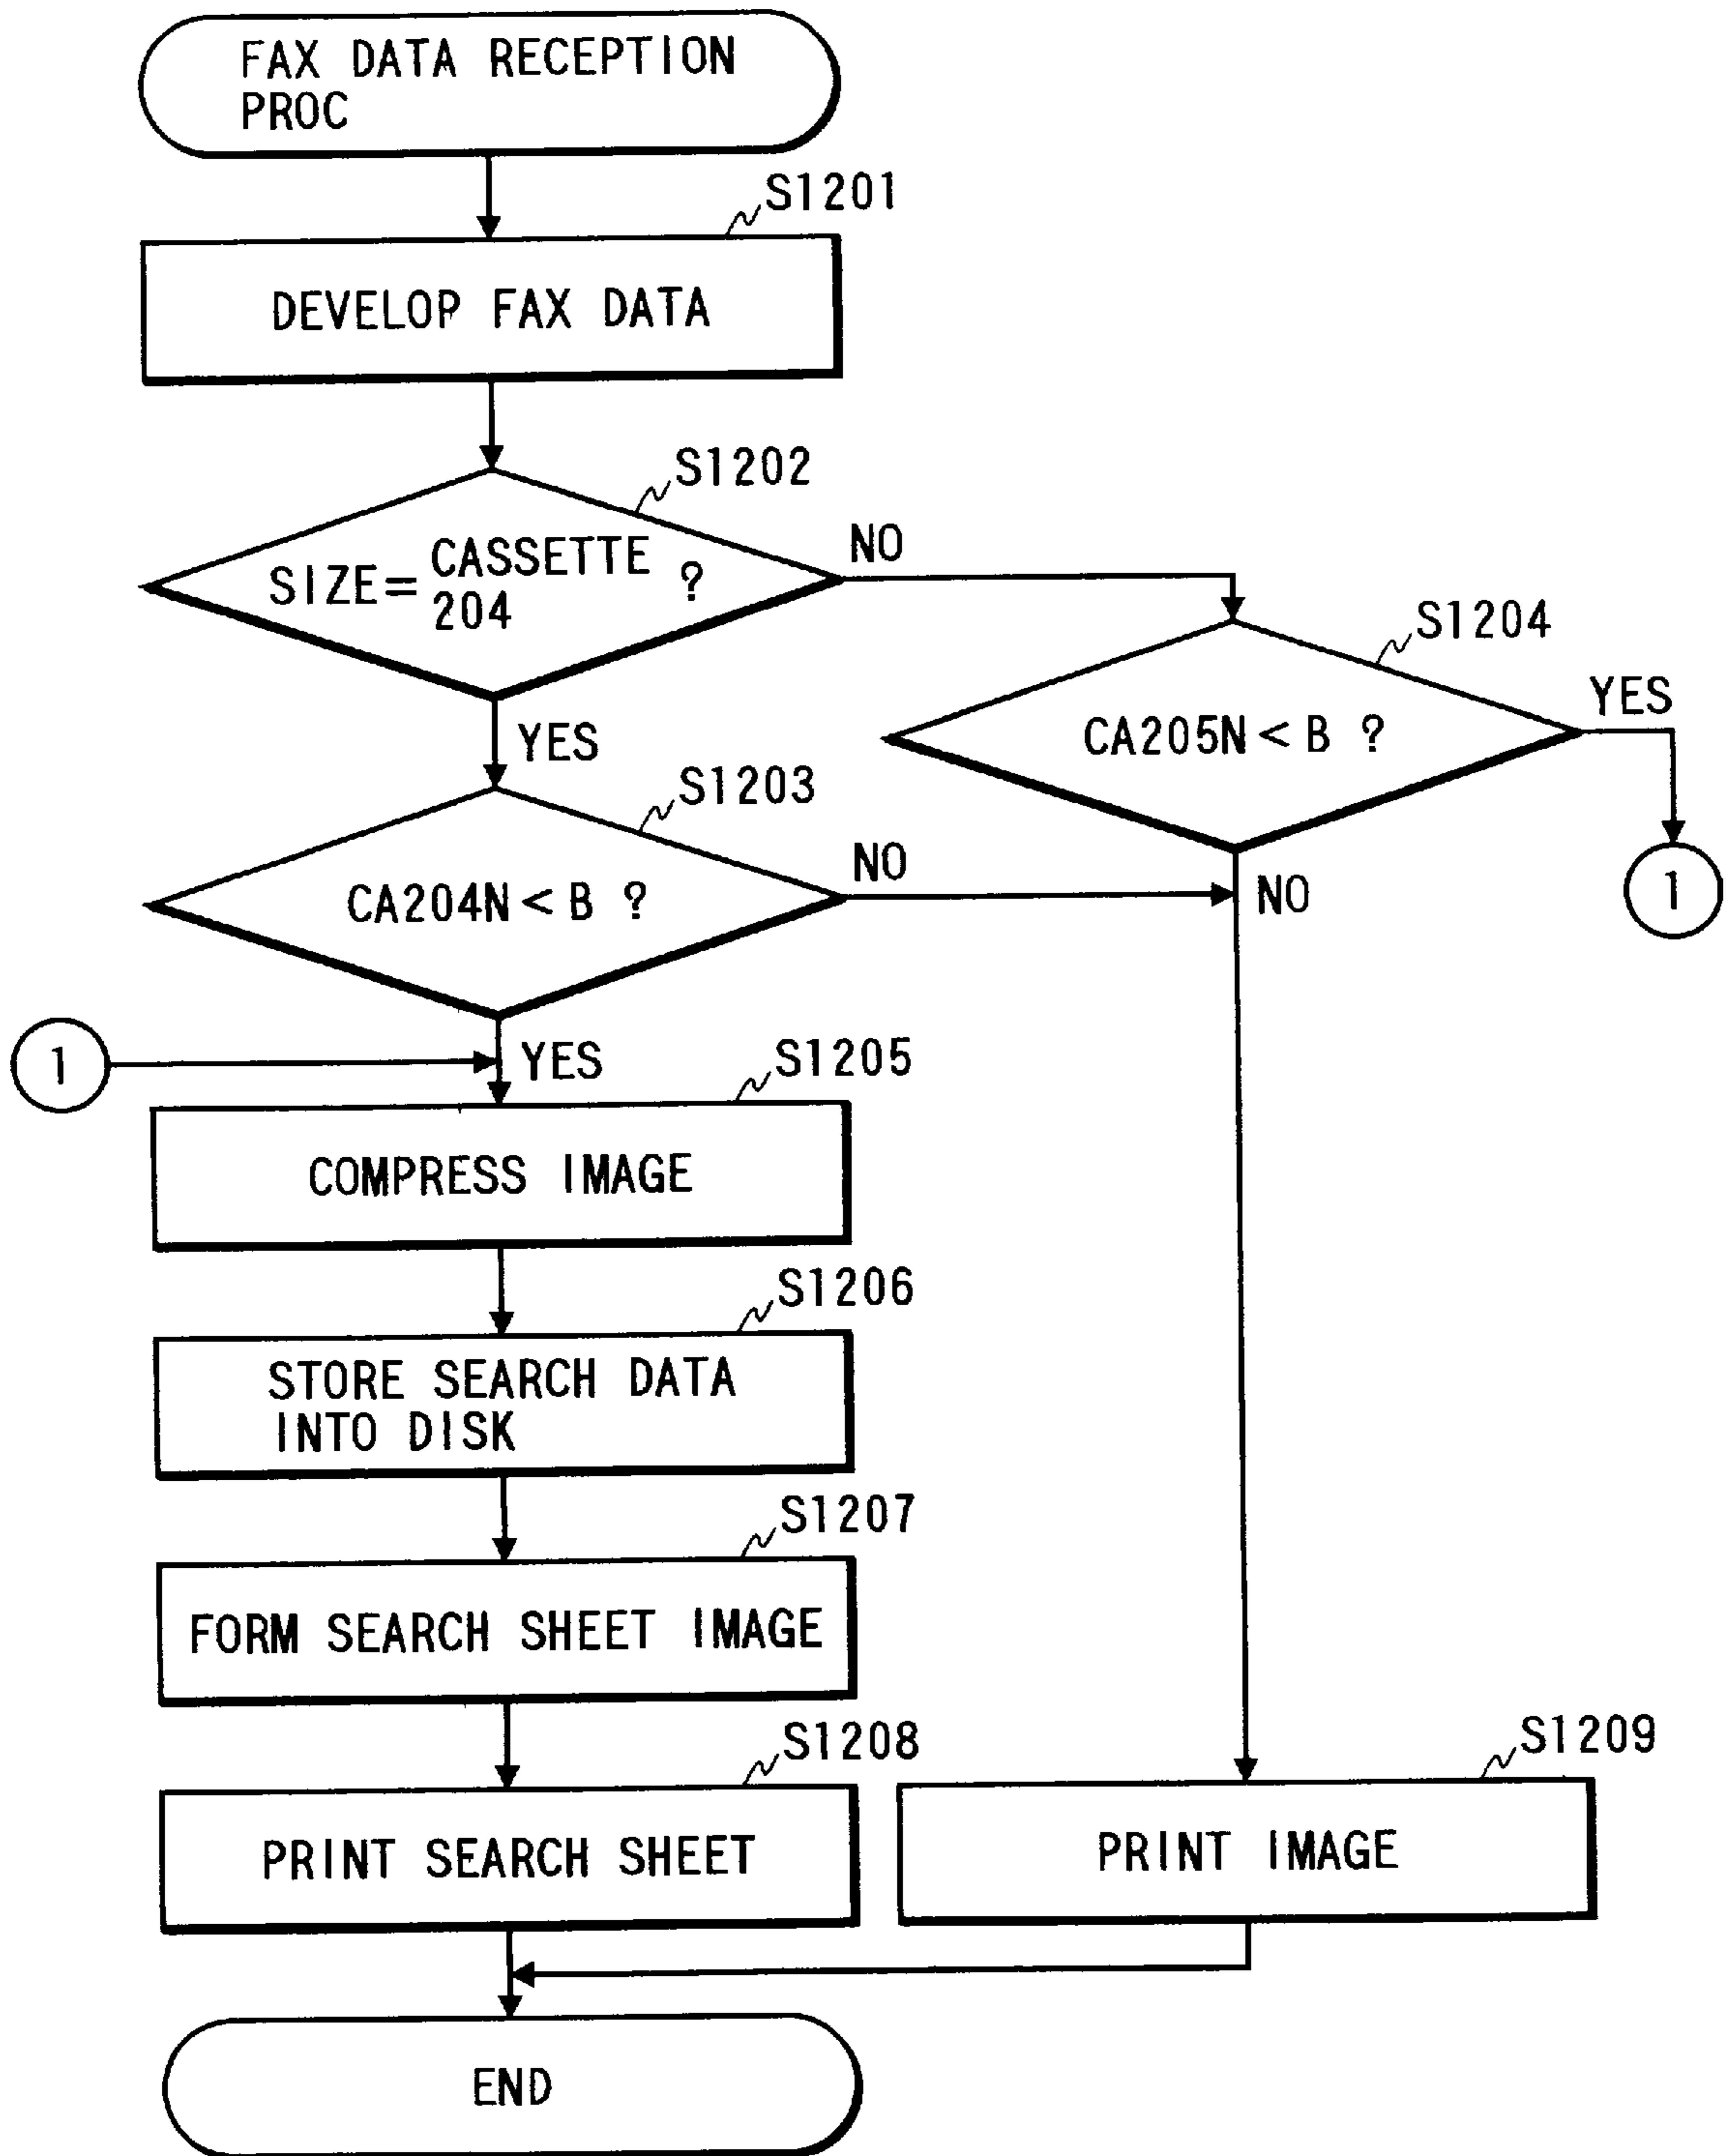 FAX DATA RECEPTION
PROC
S1201
DEVELOP FAX DATA
S1202
SIZE = CASSETTE 204 ?
NO
YES
S1204
CA205N < B ?
YES
1
NO
S1203
CA204N < B ?
NO
YES
1
S1205
COMPRESS IMAGE
S1206
STORE SEARCH DATA
INTO DISK
S1207
FORM SEARCH SHEET IMAGE
S1208
PRINT SEARCH SHEET
S1209
PRINT IMAGE
END